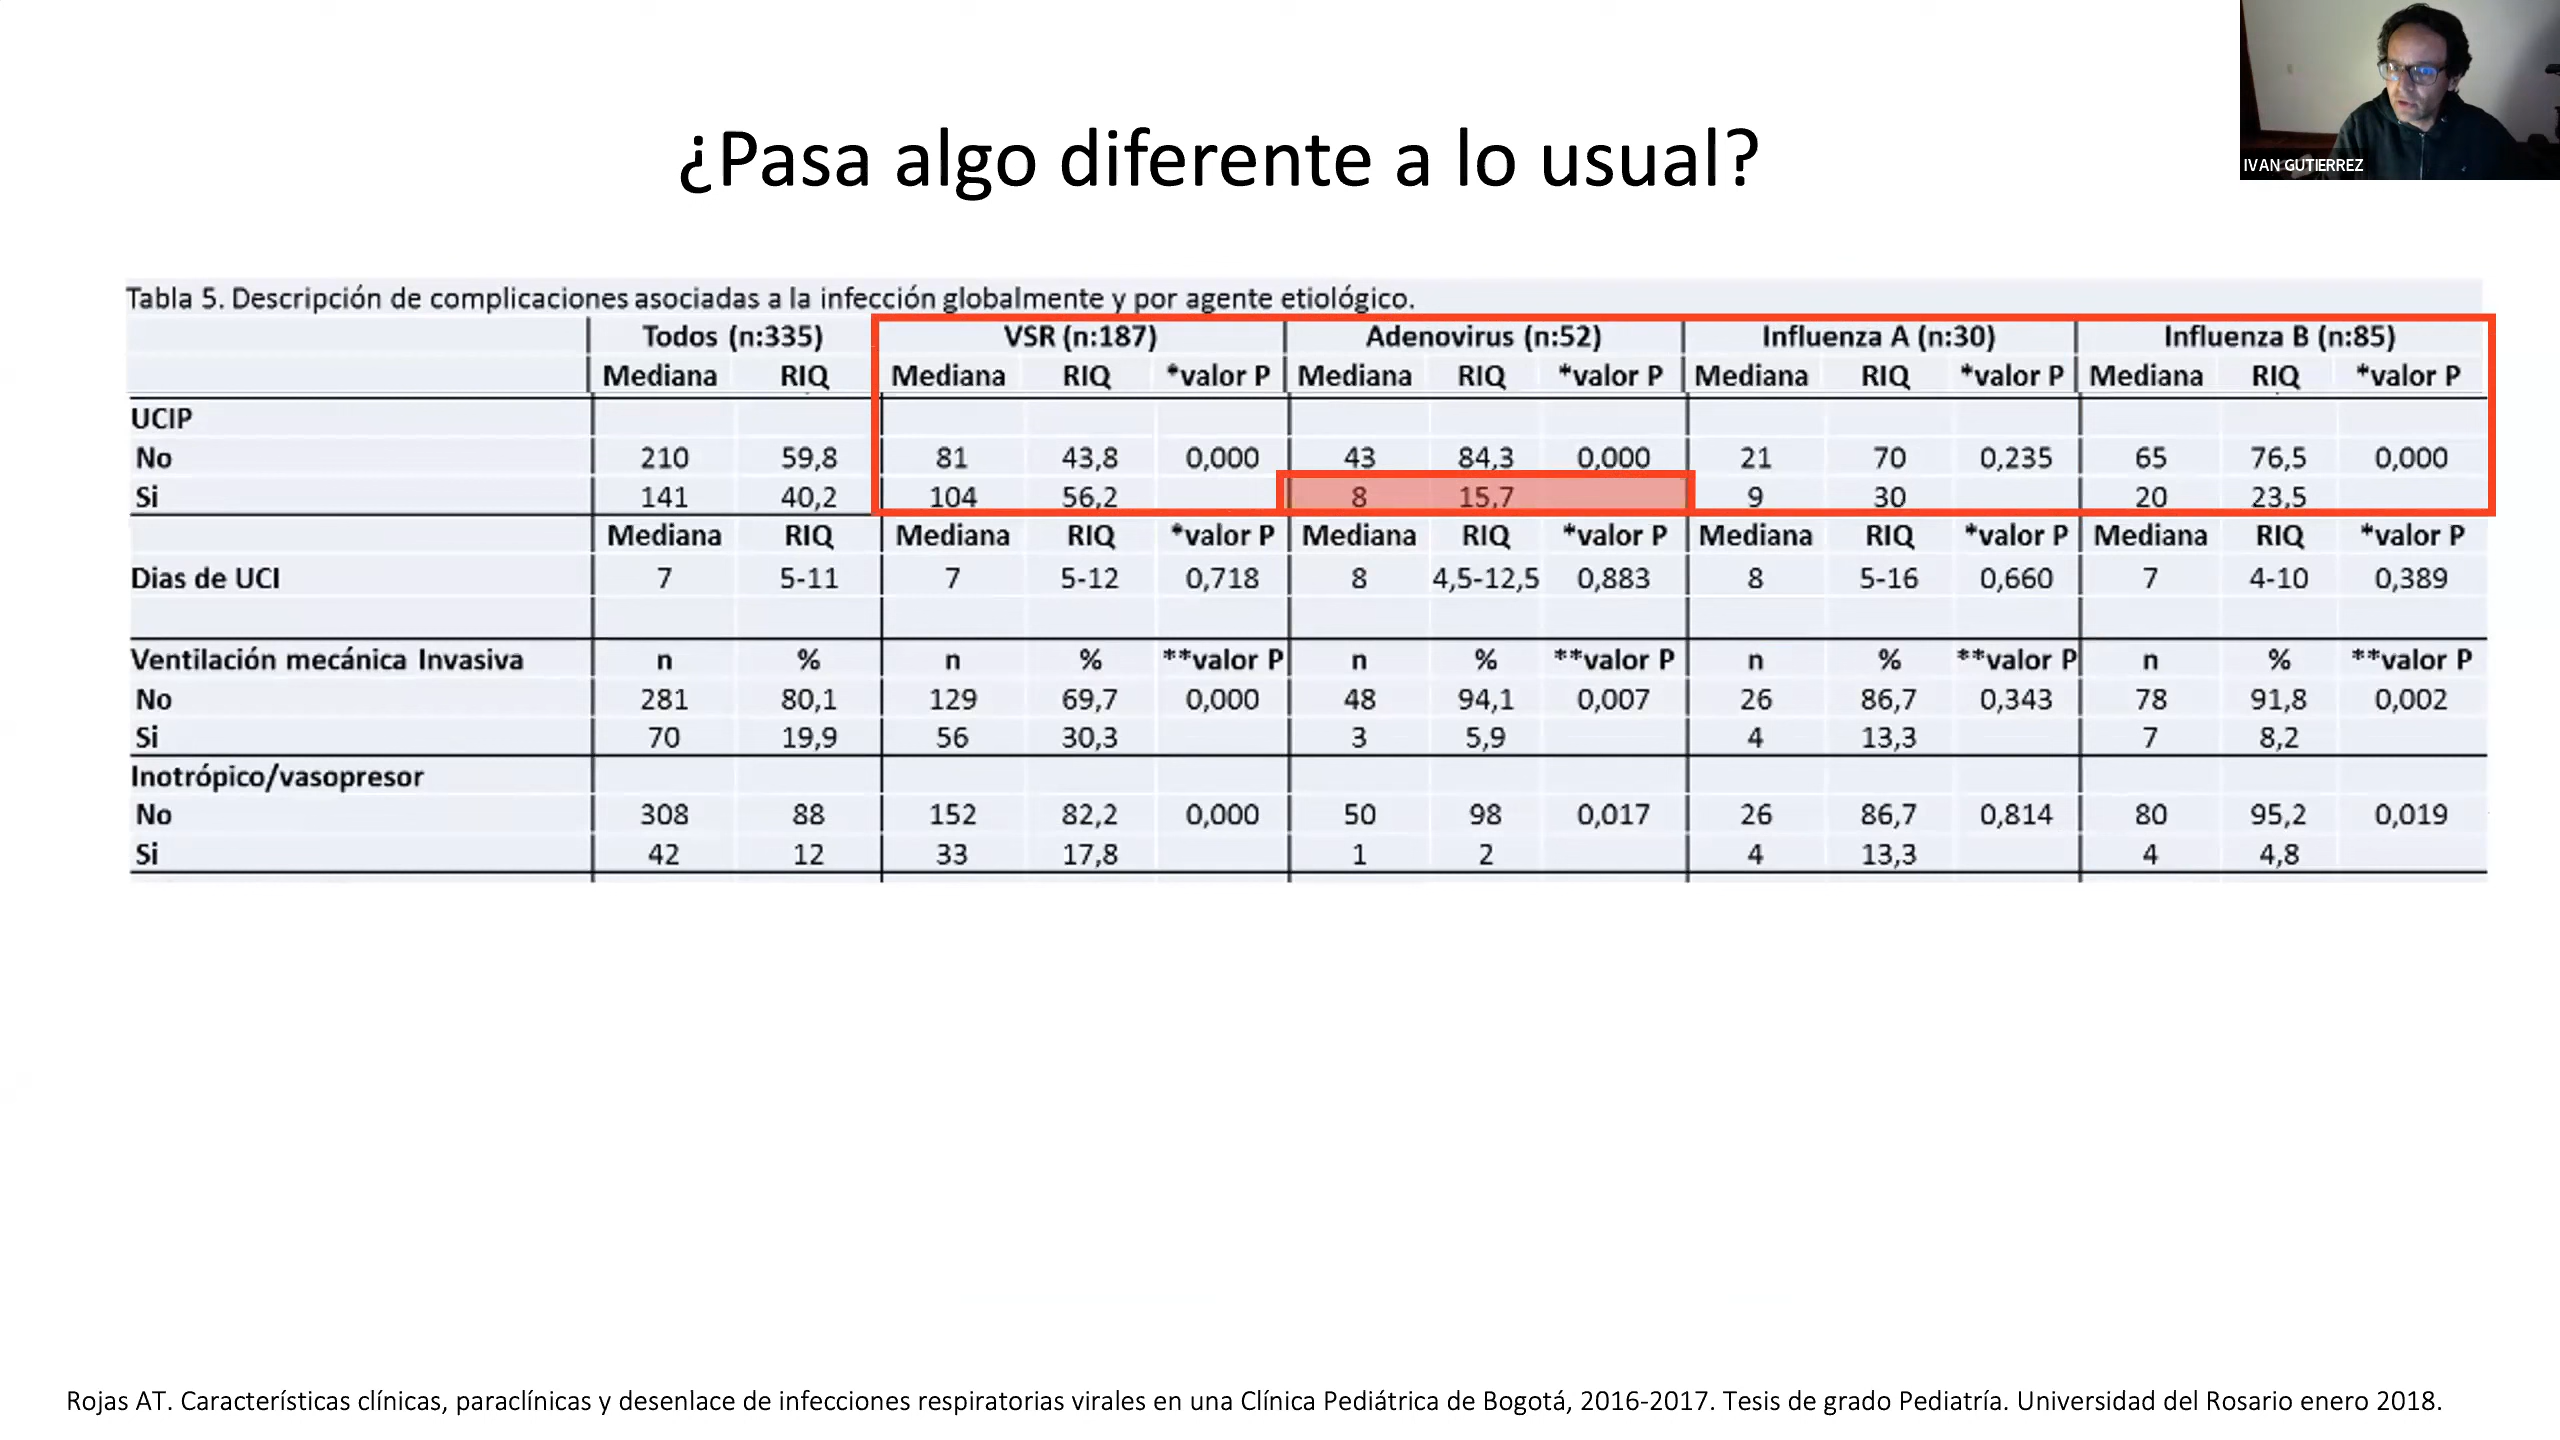 IVAN GUTIERREZ
¿Pasa algo diferente a lo usual?
Tabla 5. Descripción de complicaciones asociadas a la infección globalmente y por agente etiológico.
Todos (n:335) VSR (n:187) Adenovirus (n:52) Influenza A (n:30) Influenza B (n:85)
Mediana RIQ Mediana RIQ *valor P Mediana RIQ *valor P Mediana RIQ *valor P Mediana RIQ *valor P
UCIP
No 210 59,8 81 43,8 0,000 43 84,3 0,000 21 70 0,235 65 76,5 0,000
Si 141 40,2 104 56,2 8 15,7 9 30 20 23,5
Mediana RIQ Mediana RIQ *valor P Mediana RIQ *valor P Mediana RIQ *valor P Mediana RIQ *valor P
Dias de UCI 7 5-11 7 5-12 0,718 8 4,5-12,5 0,883 8 5-16 0,660 7 4-10 0,389
Ventilación mecánica Invasiva n % n % **valor P n % **valor P n % **valor P n % **valor P
No 281 80,1 129 69,7 0,000 48 94,1 0,007 26 86,7 0,343 78 91,8 0,002
Si 70 19,9 56 30,3 3 5,9 4 13,3 7 8,2
Inotrópico/vasopresor
No 308 88 152 82,2 0,000 50 98 0,017 26 86,7 0,814 80 95,2 0,019
Si 42 12 33 17,8 1 2 4 13,3 4 4,8
Rojas AT. Características clínicas, paraclínicas y desenlace de infecciones respiratorias virales en una Clínica Pediátrica de Bogotá, 2016-2017. Tesis de grado Pediatría. Universidad del Rosario enero 2018.